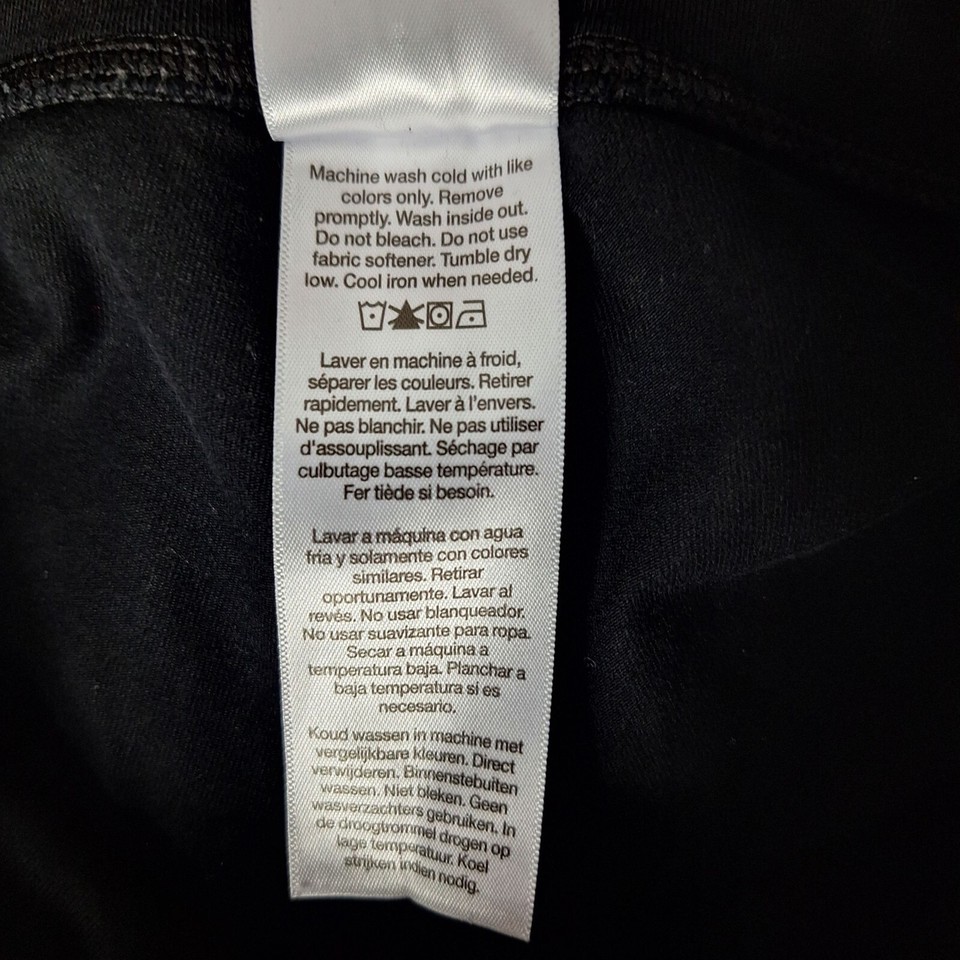 Machine wash cold with like
colors only. Remove
promptly. Wash inside out.
Do not bleach. Do not use
fabric softener. Tumble dry
low. Cool iron when needed.
Laver en machine à froid,
séparer les couleurs. Retirer
rapidement. Laver à l'envers.
Ne pas blanchir. Ne pas utiliser
d'assouplissant. Séchage par
culbutage basse température.
Fer tiède si besoin.
Lavar a máquina con agua
fría y solamente con colores
similares. Retirar
oportunamente. Lavar al
revés. No usar blanqueador.
No usar suavizante para ropa.
Secar a máquina a
temperatura baja. Planchar a
baja temperatura si es
necesario.
Koud wassen in machine met
vergelijkbare kleuren. Direct
verwijderen. Binnenstebuiten
wassen. Niet bleken. Geen
wasverzachters gebruiken. In
de droogtrommel drogen op
lage temperatuur. Koel
strijken indien nodig.